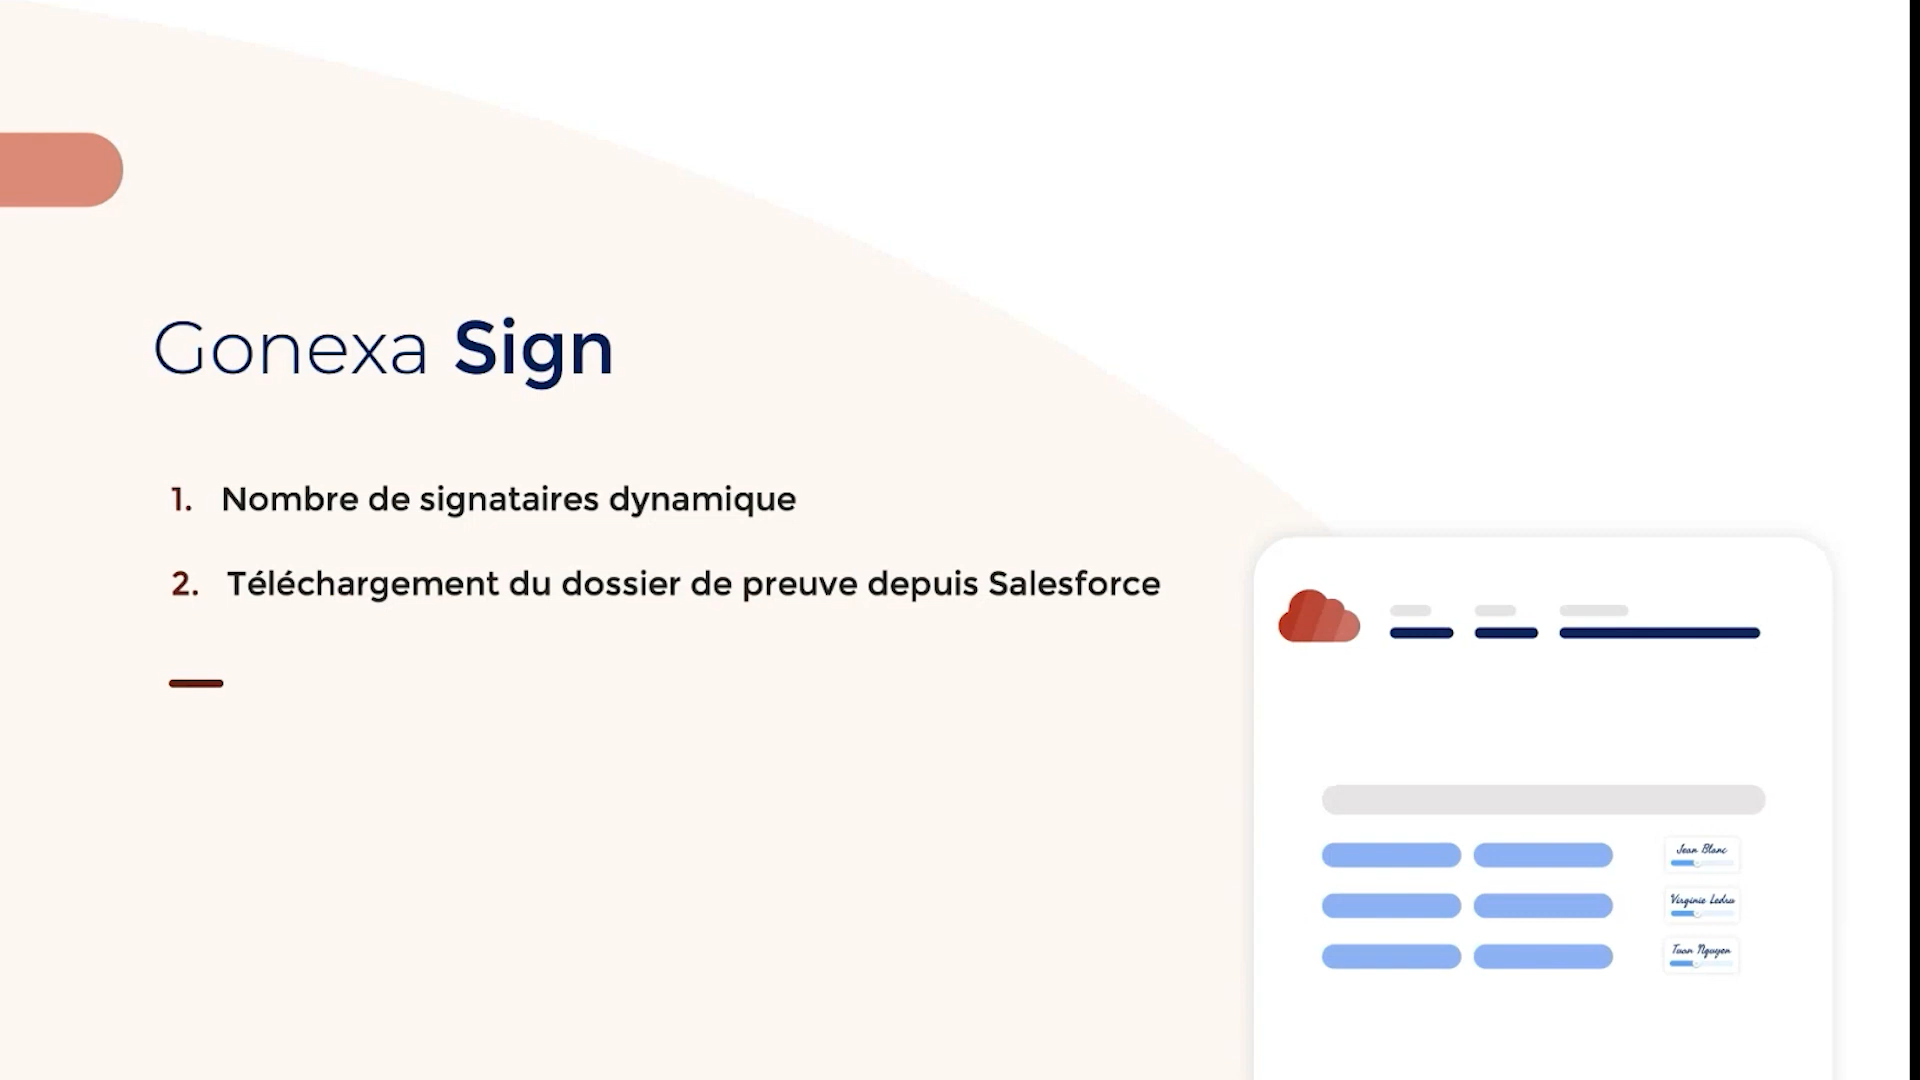 Gonexa Sign
1. Nombre de signataires dynamique
2. Téléchargement du dossier de preuve depuis Salesforce
Jean Blanc
Virginie Ledru
Tuan Nguyen